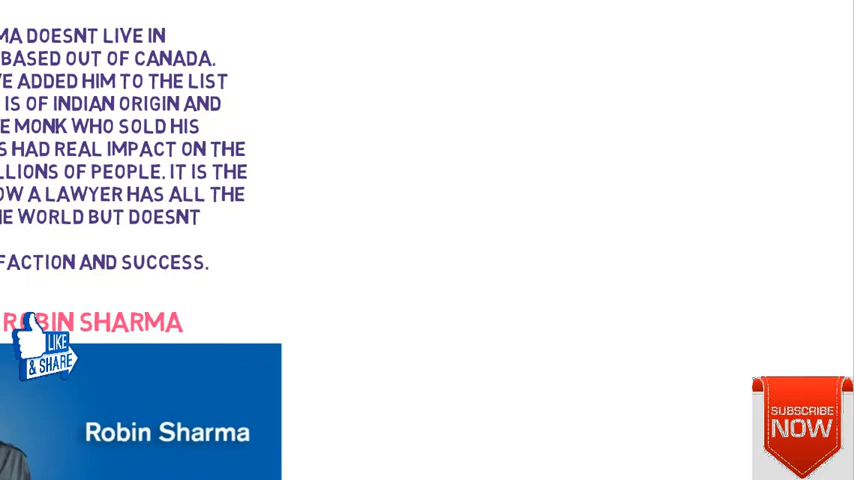 MA DOESNT LIVE IN
BASED OUT OF CANADA.
VE ADDED HIM TO THE LIST
IS OF INDIAN ORIGIN AND
E MONK WHO SOLD HIS
S HAD REAL IMPACT ON THE
LLIONS OF PEOPLE. IT IS THE
OW A LAWYER HAS ALL THE
HE WORLD BUT DOESNT
FACTION AND SUCCESS.
ROBIN SHARMA
LIKE
& SHARE
Robin Sharma
SUBSCRIBE
NOW